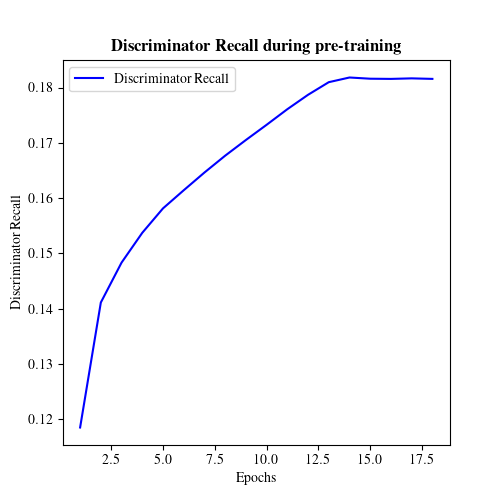 Discriminator Recall during pre-training
Discriminator Recall
0.18
0.17
0.16
0.15
0.14
0.13
0.12
Discriminator Recall
2.5 5.0 7.5 10.0 12.5 15.0 17.5
Epochs